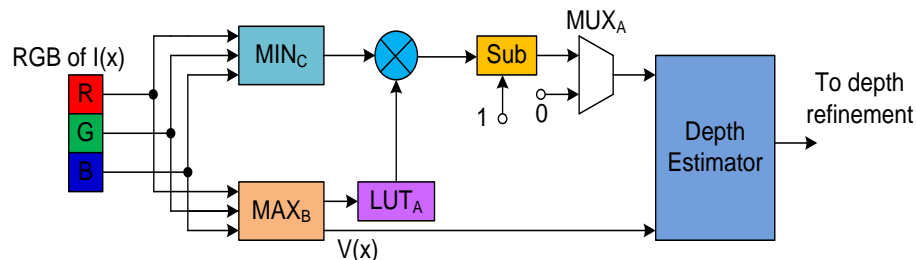 MUX_A
RGB of I(x)
MIN_C
Sub
R
G
B
1
0
To depth
refinement
Depth
Estimator
MAX_B
LUT_A
V(x)